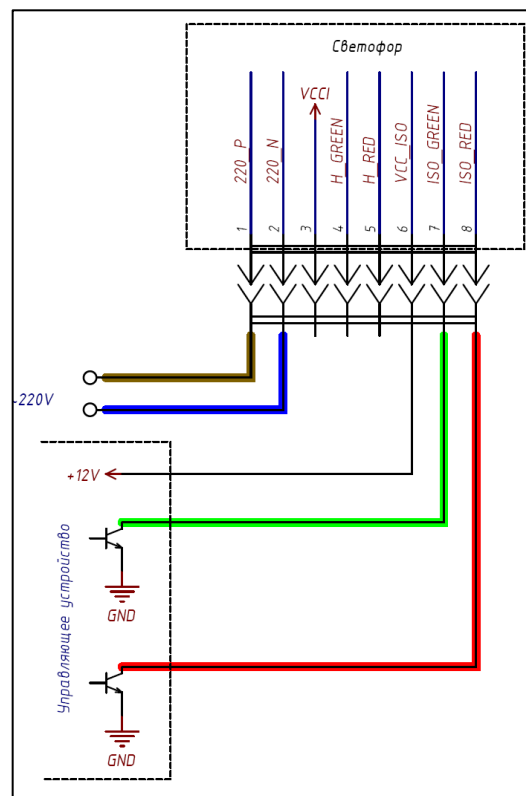 Светофор
220_P
220_N
VCCI
H_GREEN
H_RED
VCC_ISO
ISO_GREEN
ISO_RED
1
2
3
4
5
6
7
8
~220V
+12V
GND
Управляющее устройство
GND